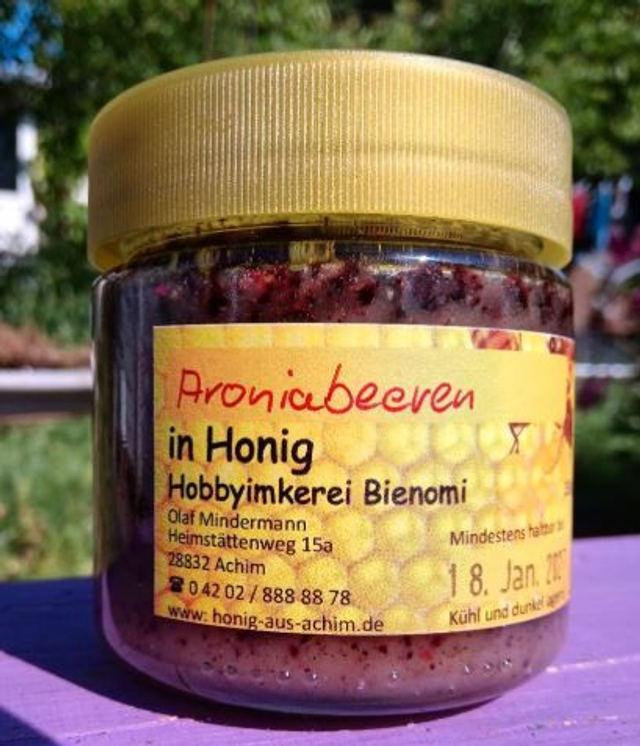 Aroniabeeren
in Honig
Hobbyimkerei Bienomi
Olaf Mindermann
Heimstättenweg 15a
28832 Achim
☎ 0 42 02 / 888 88 78
www: honig-aus-achim.de
Mindestens haltbar
18. Jan.
Kühl und dunkel